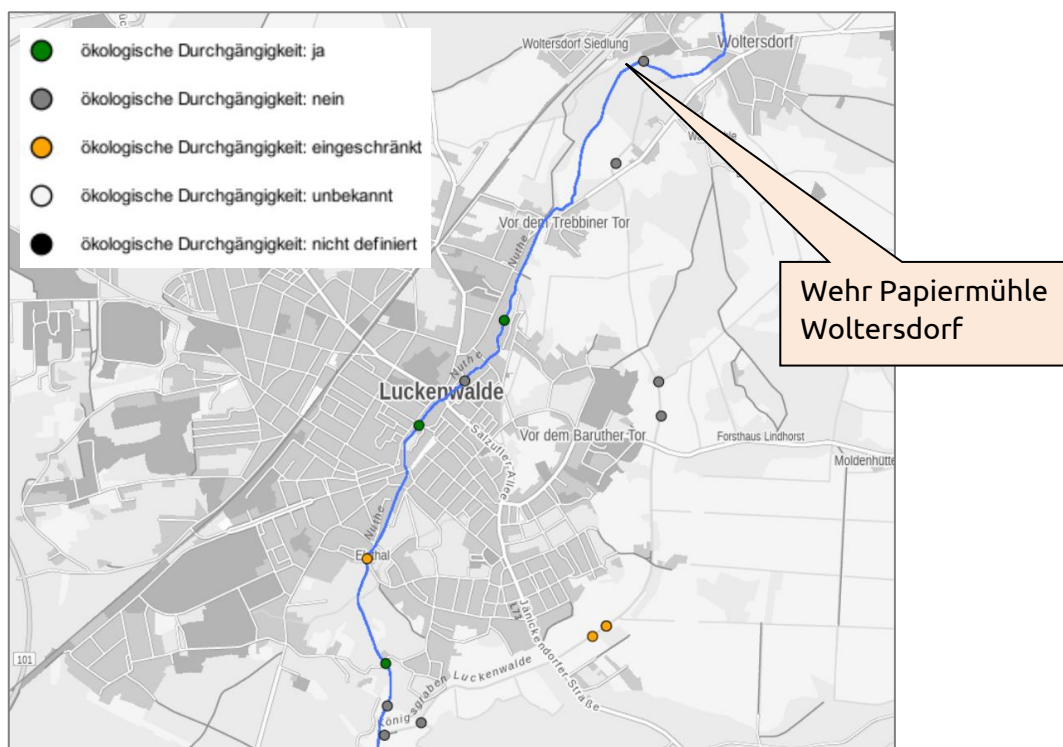 ökologische Durchgängigkeit: ja
ökologische Durchgängigkeit: nein
ökologische Durchgängigkeit: eingeschränkt
ökologische Durchgängigkeit: unbekannt
ökologische Durchgängigkeit: nicht definiert
Woltersdorf Siedlung
Woltersdorf
Vor dem Trebbiner Tor
Nuthe
Wehr Papiermühle
Woltersdorf
Nuthe
Luckenwalde
Salzufler-Allee
Vor dem Baruther-Tor
Forsthaus Lindhorst
Moldenhütte
Nuthe
L73
Jänickendorfer-Straße
101
Königsgraben Luckenwalde